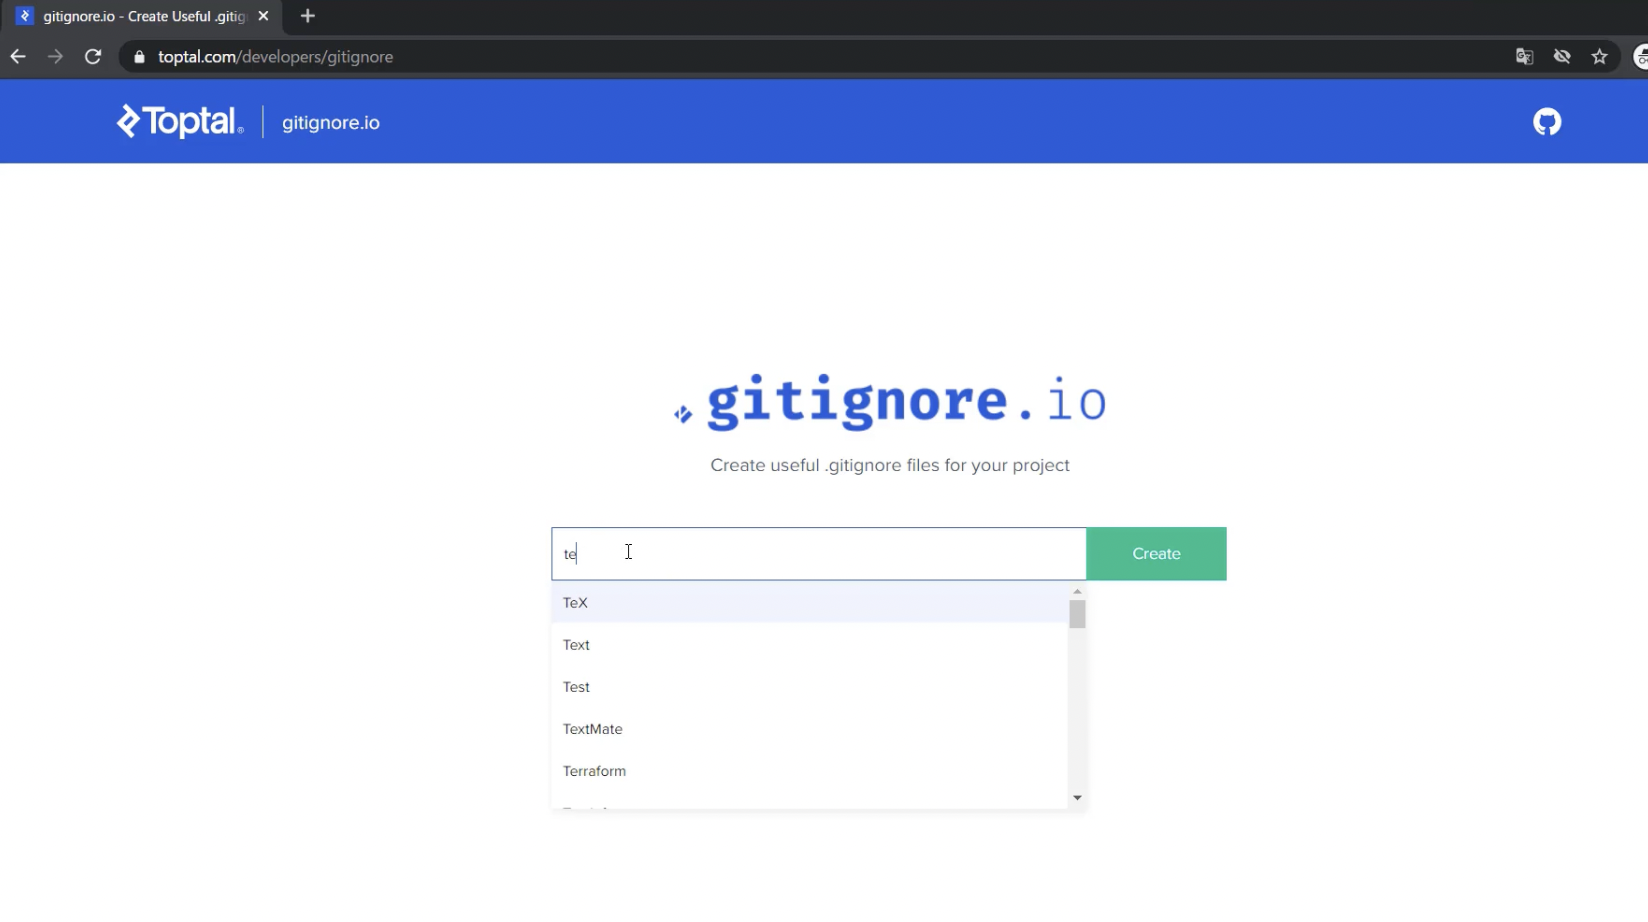 gitignore.io - Create Useful .gitig
toptal.com/developers/gitignore
Toptal® gitignore.io
.gitignore.io
Create useful .gitignore files for your project
te Create
TeX
Text
Test
TextMate
Terraform